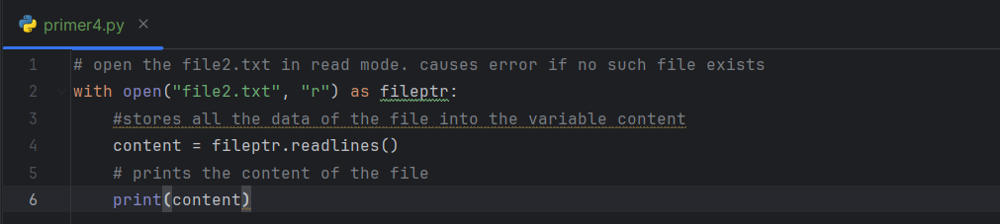 primer4.py
1 # open the file2.txt in read mode. causes error if no such file exists
2 with open("file2.txt", "r") as fileptr:
3 #stores all the data of the file into the variable content
4 content = fileptr.readlines()
5 # prints the content of the file
6 print(content)